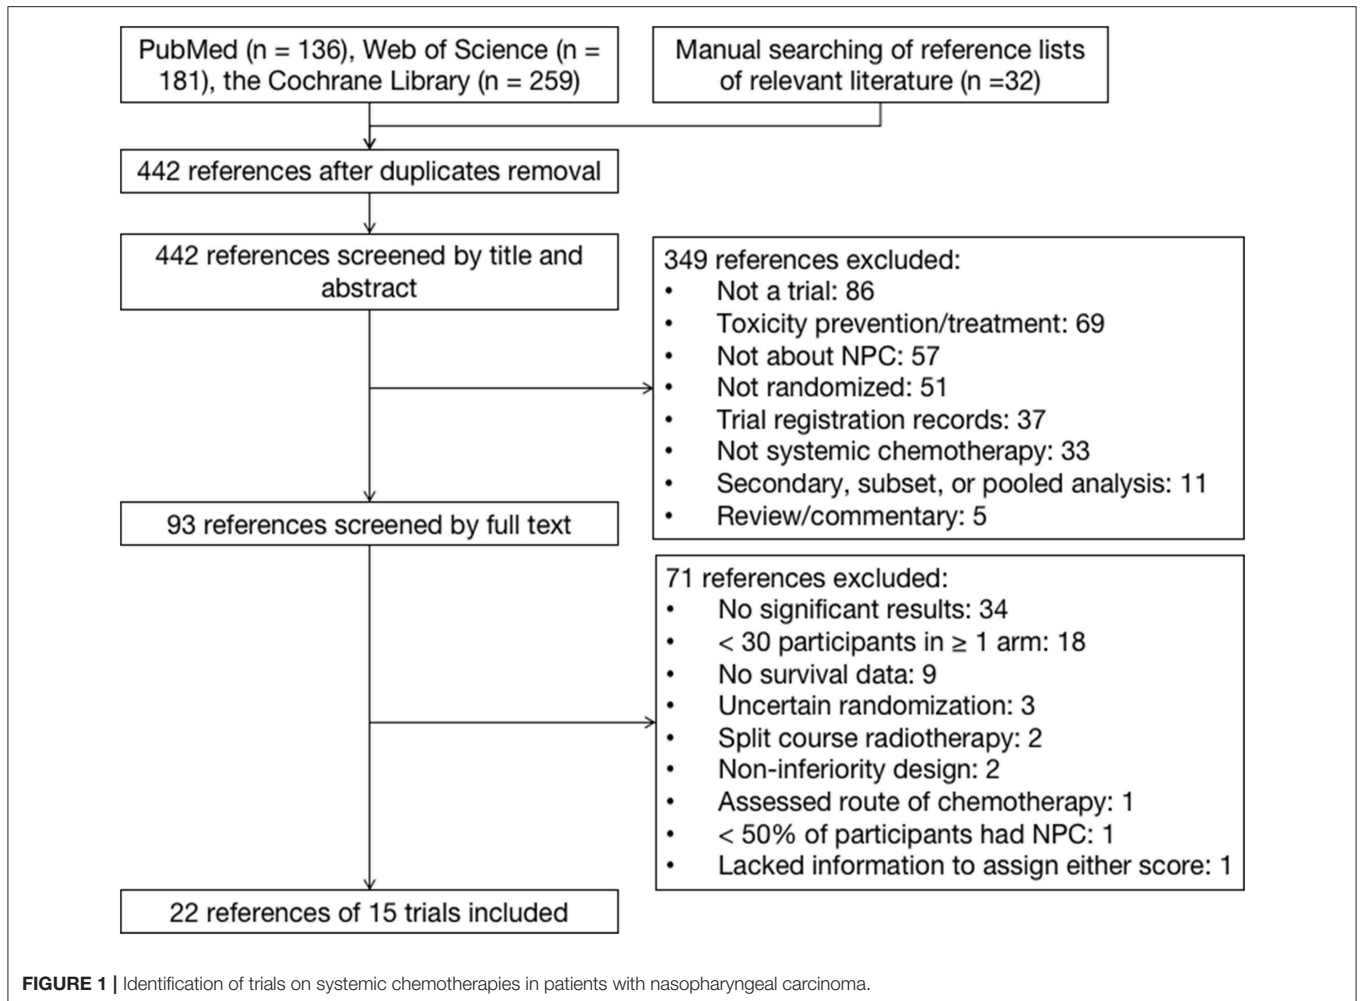 PubMed (n = 136), Web of Science (n =
181), the Cochrane Library (n = 259)
Manual searching of reference lists
of relevant literature (n =32)
442 references after duplicates removal
442 references screened by title and
abstract
349 references excluded:
• Not a trial: 86
• Toxicity prevention/treatment: 69
• Not about NPC: 57
• Not randomized: 51
• Trial registration records: 37
• Not systemic chemotherapy: 33
• Secondary, subset, or pooled analysis: 11
• Review/commentary: 5
93 references screened by full text
71 references excluded:
• No significant results: 34
• < 30 participants in ≥ 1 arm: 18
• No survival data: 9
• Uncertain randomization: 3
• Split course radiotherapy: 2
• Non-inferiority design: 2
• Assessed route of chemotherapy: 1
• < 50% of participants had NPC: 1
• Lacked information to assign either score: 1
22 references of 15 trials included
FIGURE 1 | Identification of trials on systemic chemotherapies in patients with nasopharyngeal carcinoma.